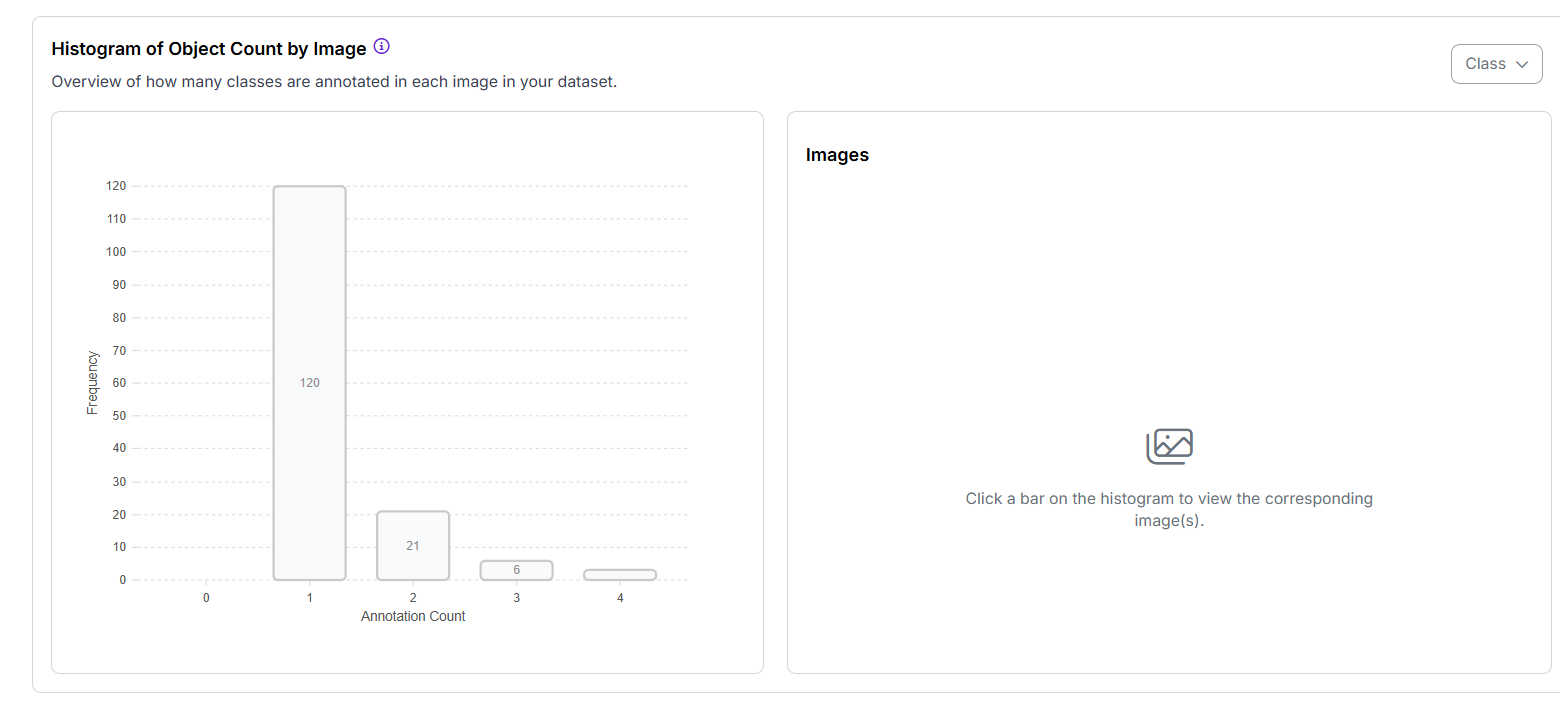 Histogram of Object Count by Image
Overview of how many classes are annotated in each image in your dataset.
Class
120
110
100
90
80
70
60
50
40
30
20
10
0
Frequency
120
21
6
0 1 2 3 4
Annotation Count
Images
Click a bar on the histogram to view the corresponding
image(s).